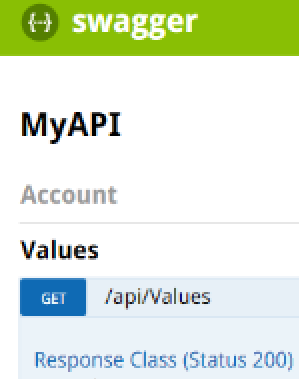 {···} swagger
MyAPI
Account
Values
GET /api/Values
Response Class (Status 200)